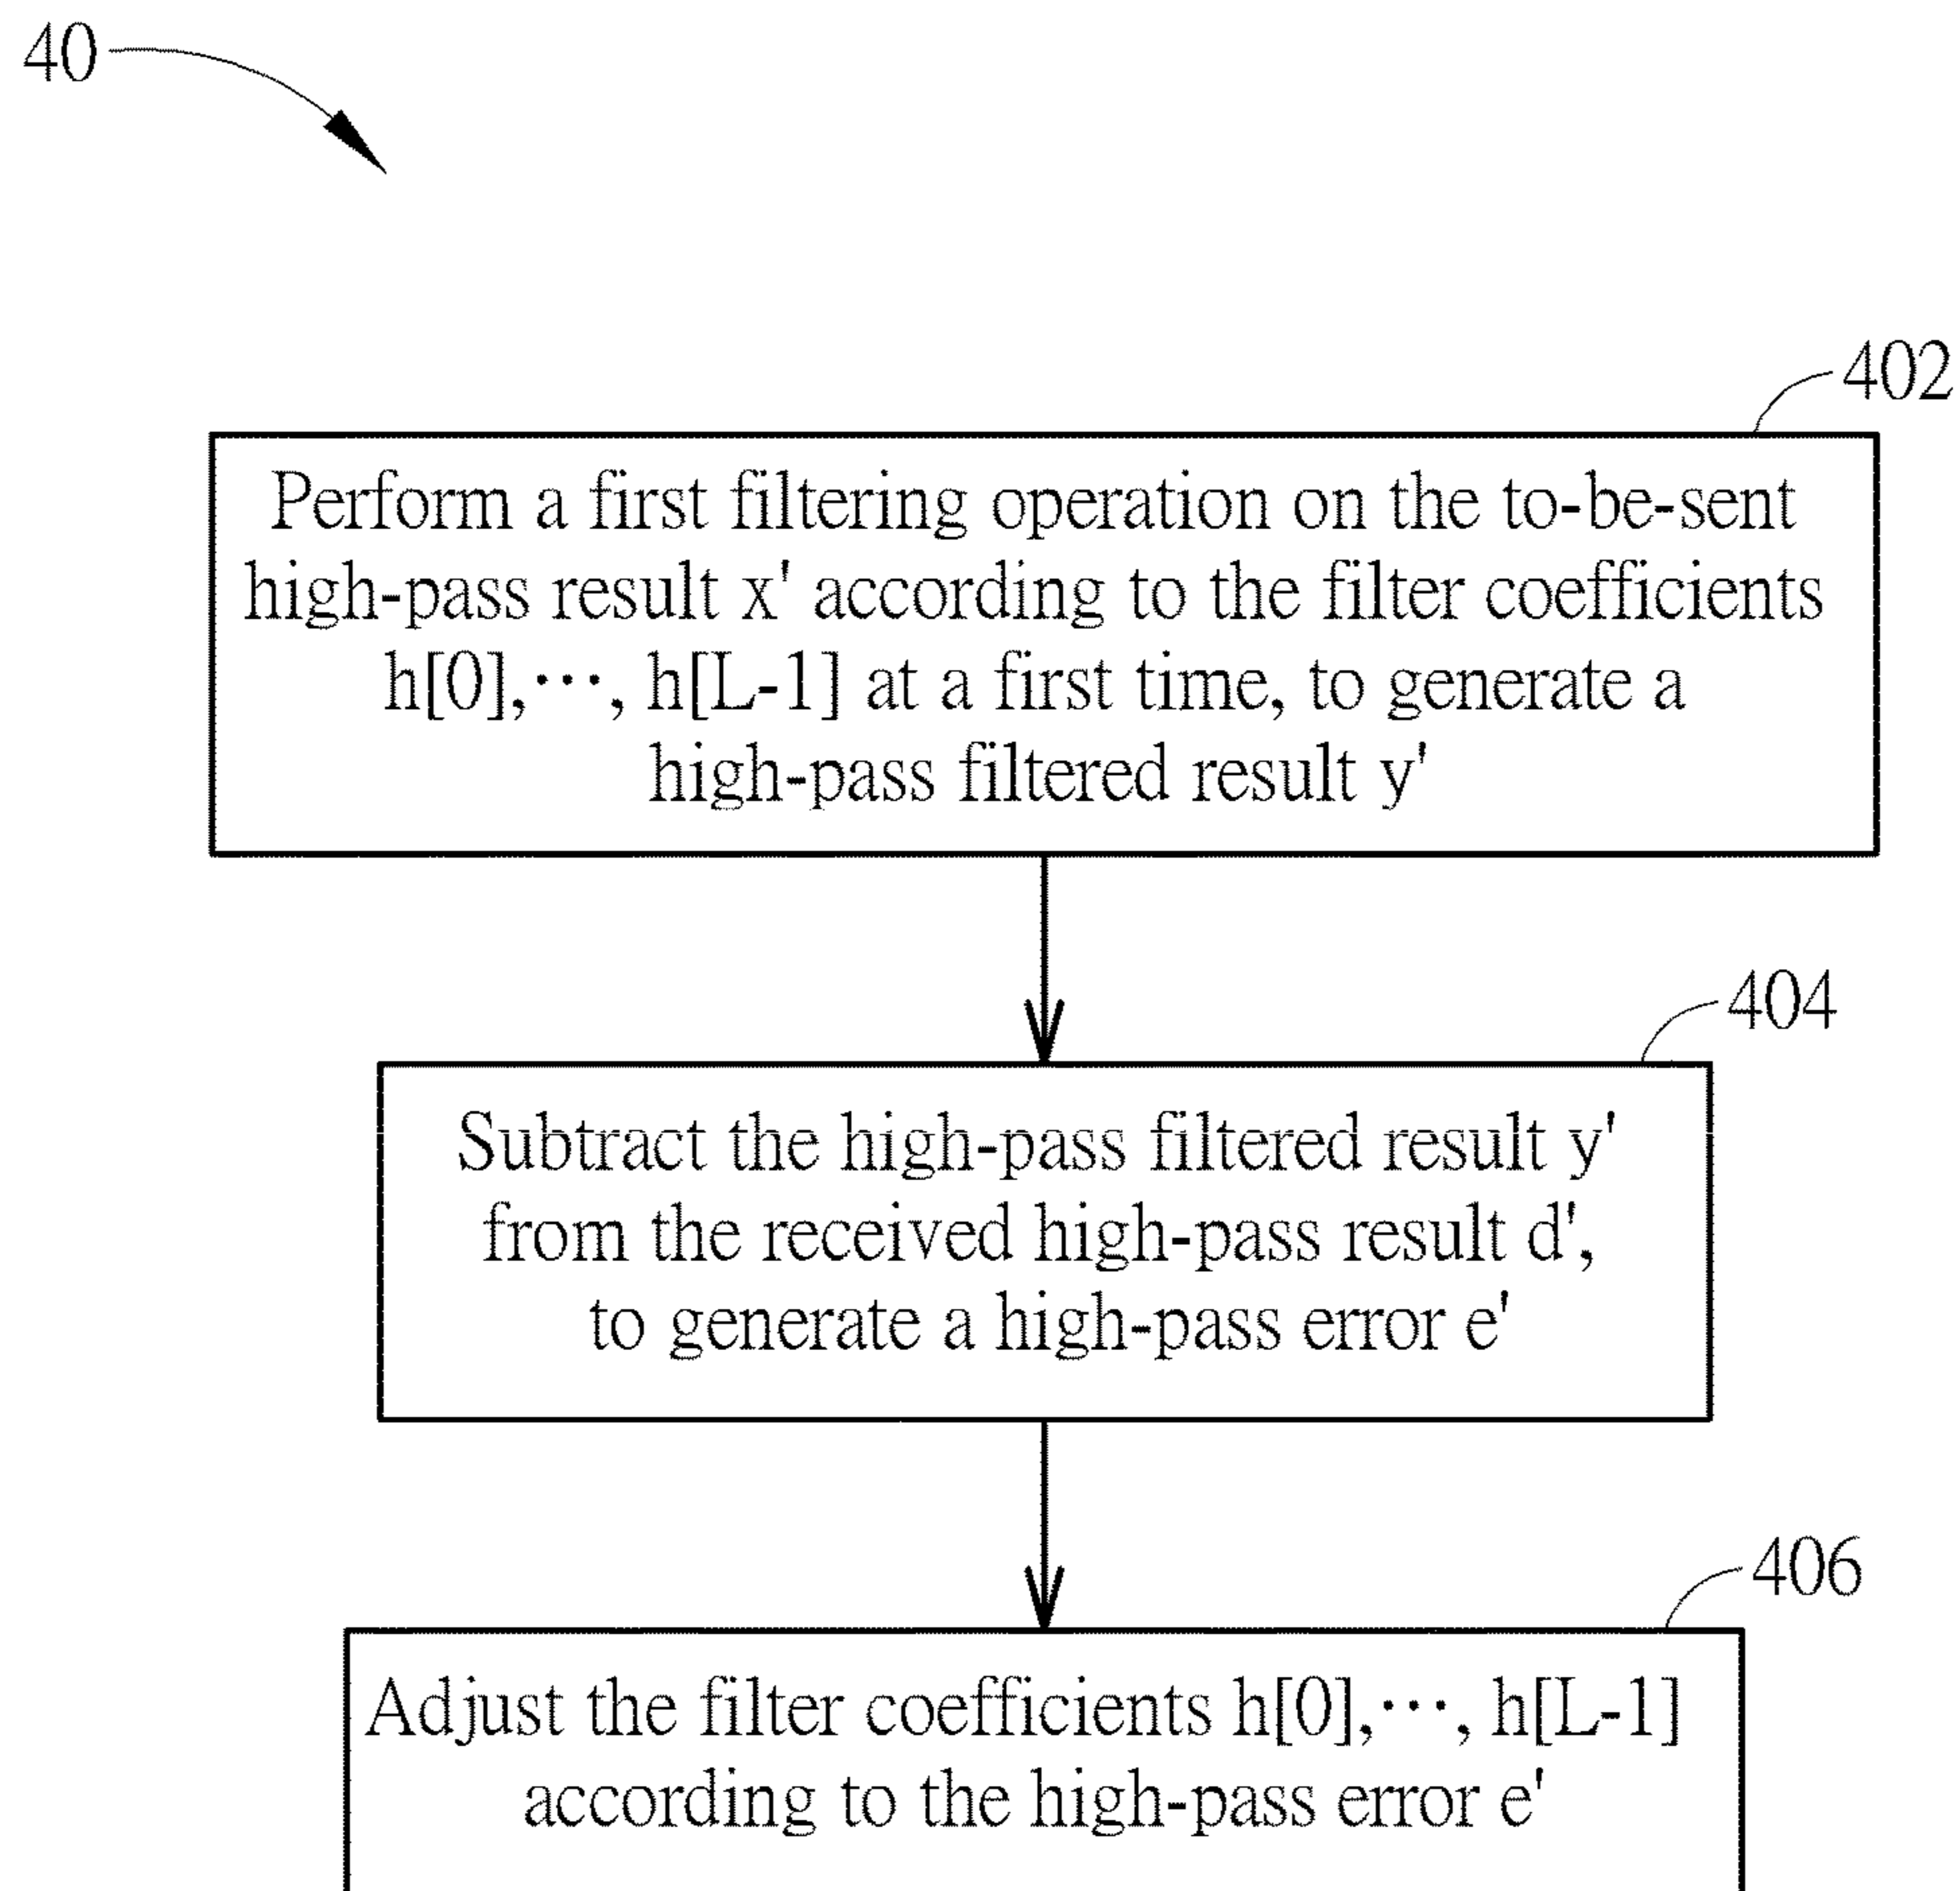 40
402
Perform a first filtering operation on the to-be-sent
high-pass result x' according to the filter coefficients
h[0],⋯, h[L-1] at a first time, to generate a
high-pass filtered result y'
404
Subtract the high-pass filtered result y'
from the received high-pass result d',
to generate a high-pass error e'
406
Adjust the filter coefficients h[0],⋯, h[L-1]
according to the high-pass error e'